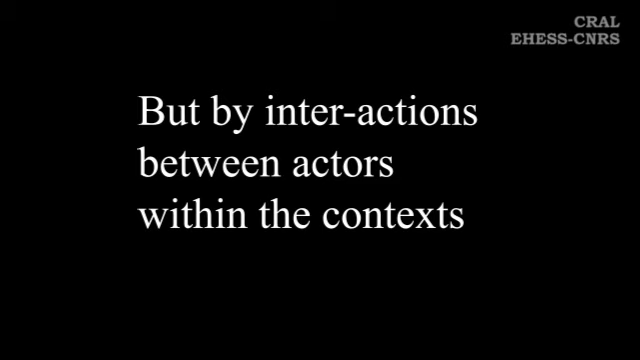 CRAL
EHESS-CNRS
But by inter-actions
between actors
within the contexts